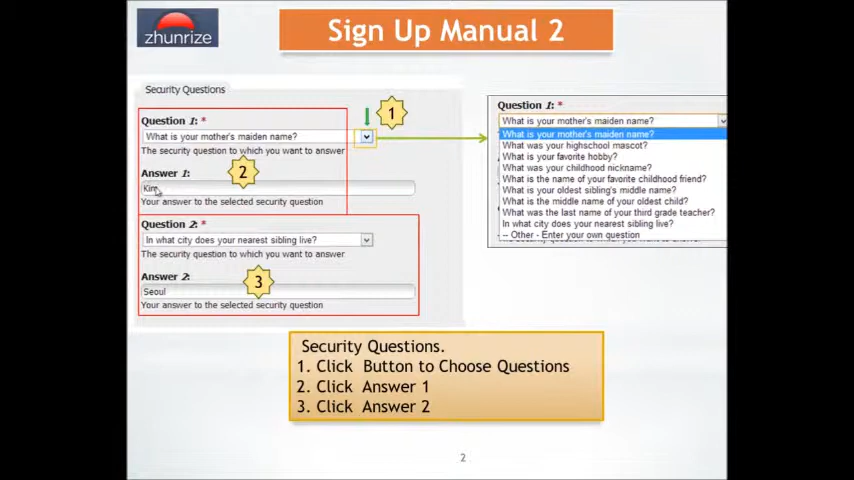 zhunrize
Sign Up Manual 2
Security Questions
Question 1: *
What is your mother's maiden name?
The security question to which you want to answer
Answer 1:
Kim
Your answer to the selected security question
Question 2: *
In what city does your nearest sibling live?
The security question to which you want to answer
Answer 2:
Seoul
Your answer to the selected security question
1
2
3
Question 1: *
What is your mother's maiden name?
What is your mother's maiden name?
What was your highschool mascot?
What is your favorite hobby?
What was your childhood nickname?
What is the name of your favorite childhood friend?
What is your oldest sibling's middle name?
What is the middle name of your oldest child?
What was the last name of your third grade teacher?
In what city does your nearest sibling live?
-- Other - Enter your own question
Security Questions.
1. Click Button to Choose Questions
2. Click Answer 1
3. Click Answer 2
2